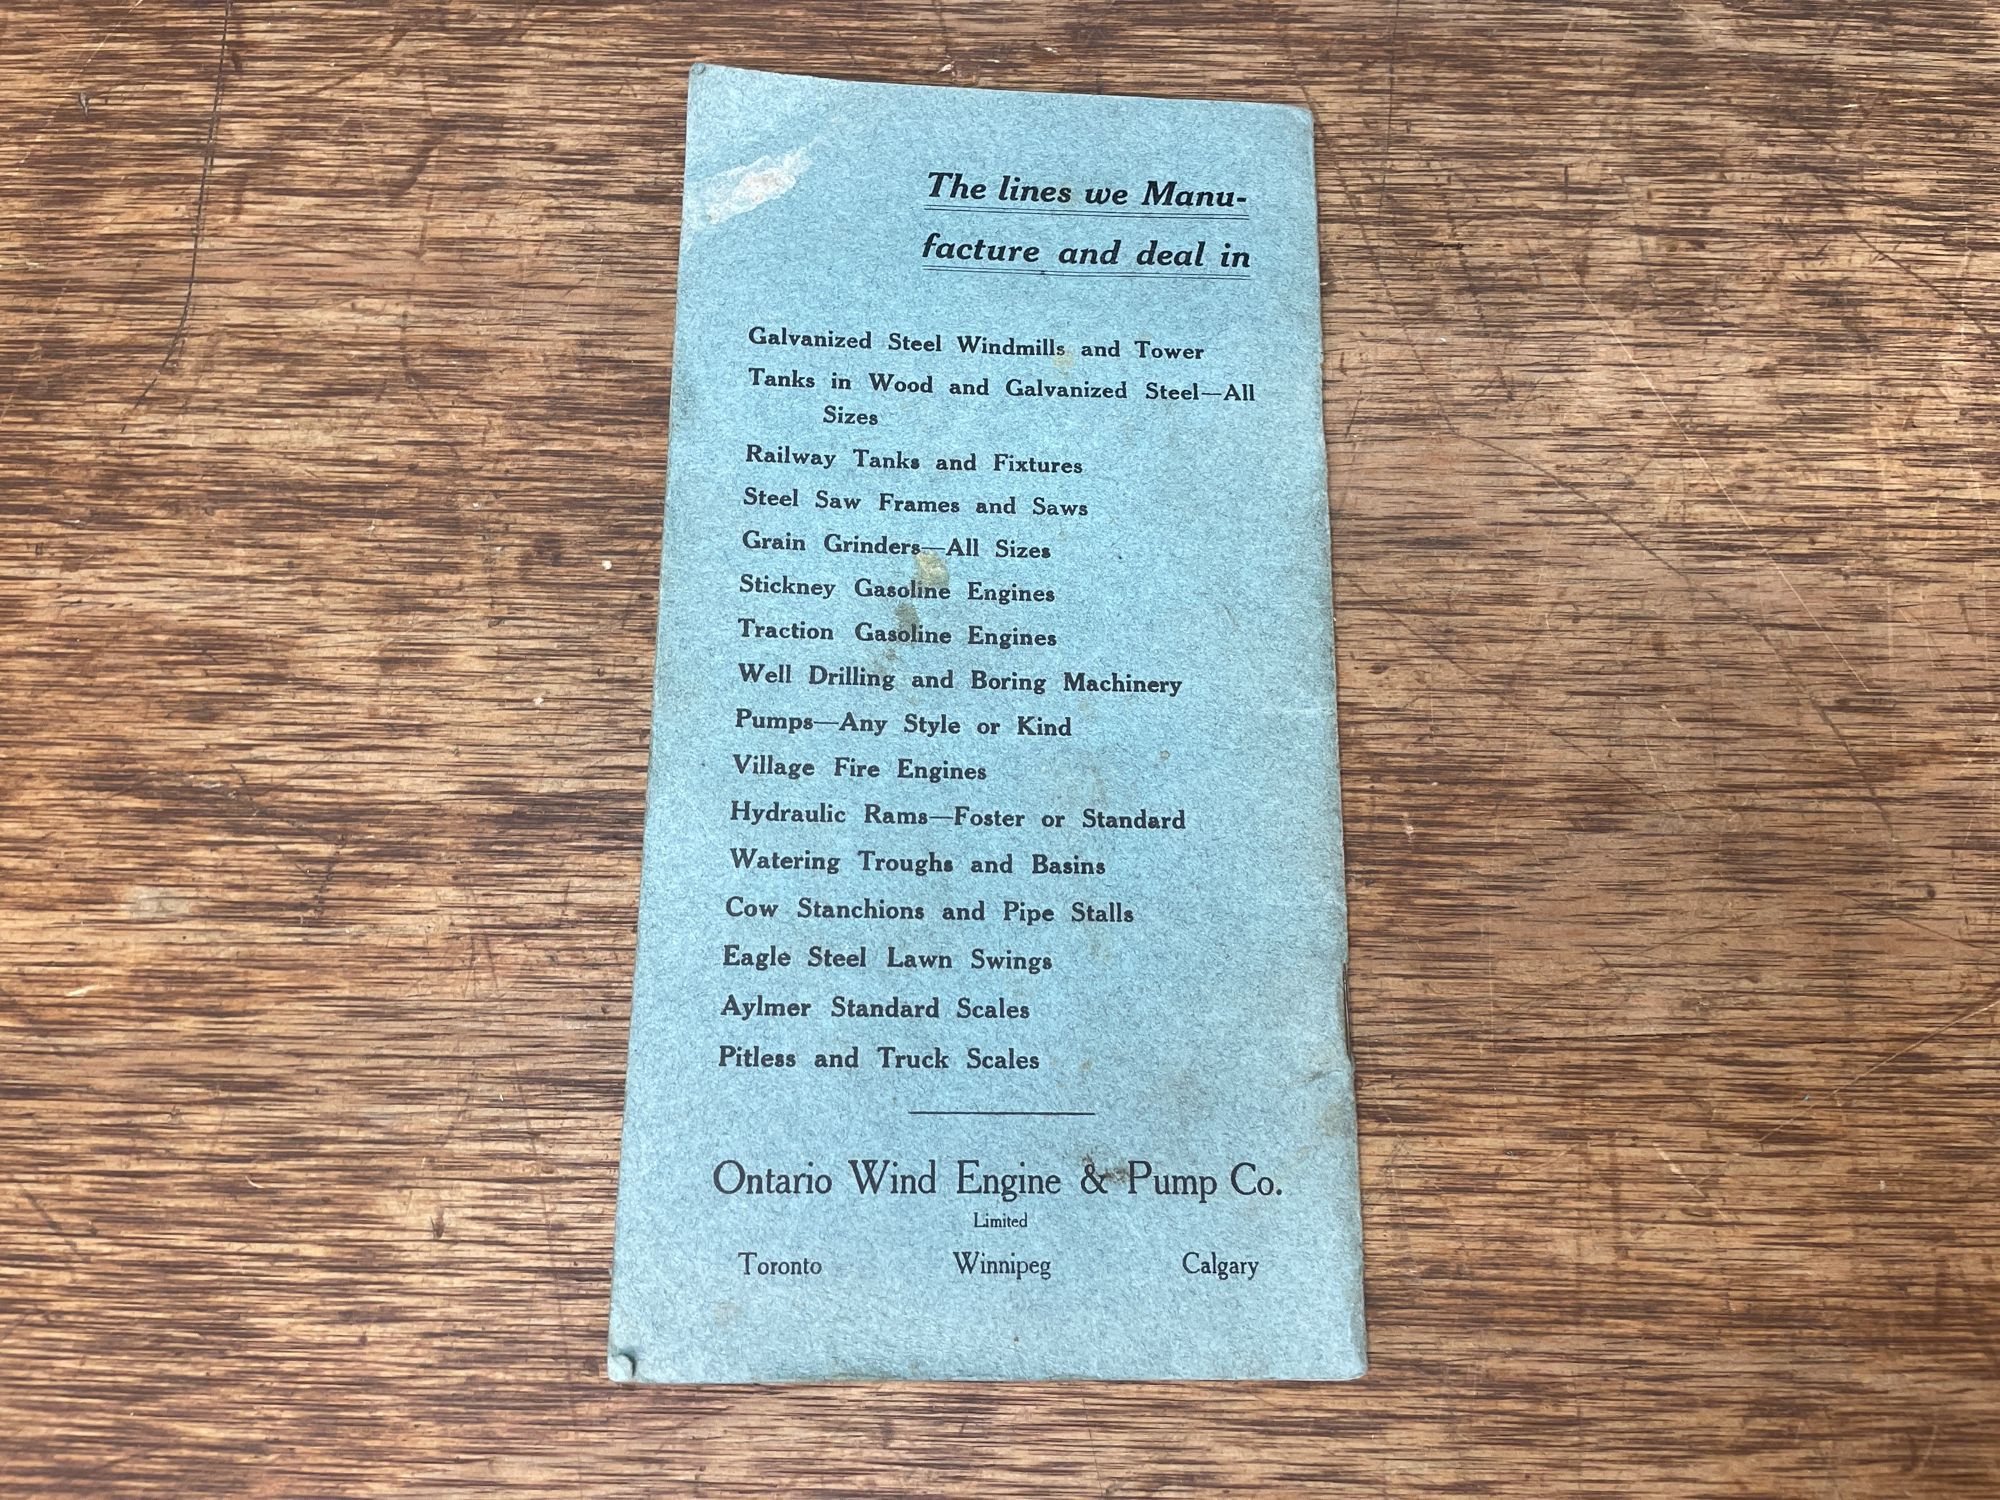 The lines we Manu-
facture and deal in
Galvanized Steel Windmills and Tower
Tanks in Wood and Galvanized Steel—All
Sizes
Railway Tanks and Fixtures
Steel Saw Frames and Saws
Grain Grinders—All Sizes
Stickney Gasoline Engines
Traction Gasoline Engines
Well Drilling and Boring Machinery
Pumps—Any Style or Kind
Village Fire Engines
Hydraulic Rams—Foster or Standard
Watering Troughs and Basins
Cow Stanchions and Pipe Stalls
Eagle Steel Lawn Swings
Aylmer Standard Scales
Pitless and Truck Scales
Ontario Wind Engine & Pump Co.
Limited
Toronto Winnipeg Calgary